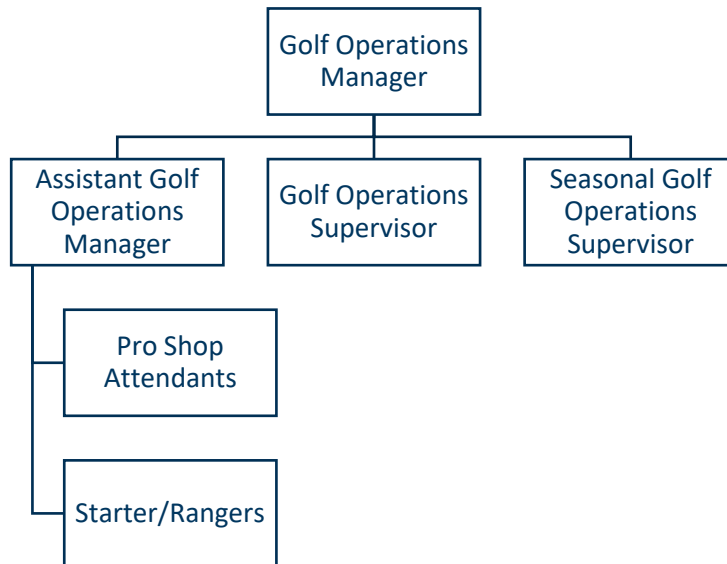 Golf Operations
Manager
Assistant Golf
Operations
Manager
Golf Operations
Supervisor
Seasonal Golf
Operations
Supervisor
Pro Shop
Attendants
Starter/Rangers